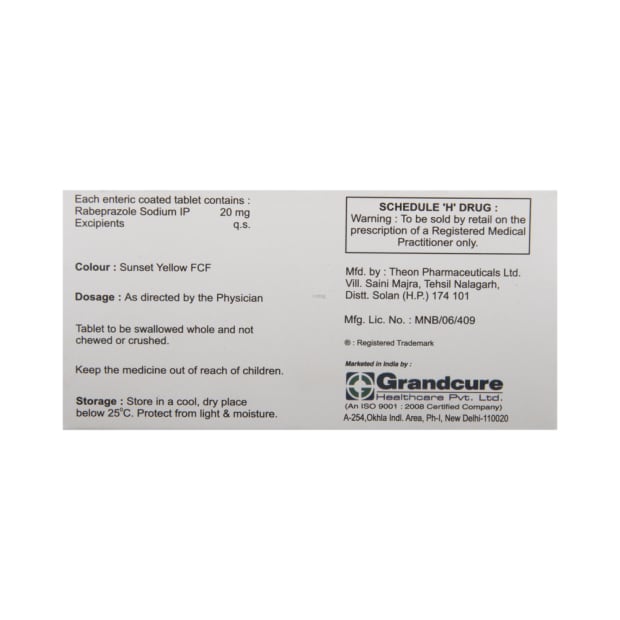 Each enteric coated tablet contains :
Rabeprazole Sodium IP 20 mg
Excipients q.s.
Colour : Sunset Yellow FCF
Dosage : As directed by the Physician
Tablet to be swallowed whole and not
chewed or crushed.
Keep the medicine out of reach of children.
Storage : Store in a cool, dry place
below 25°C. Protect from light & moisture.
SCHEDULE 'H' DRUG :
Warning : To be sold by retail on the
prescription of a Registered Medical
Practitioner only.
Mfd. by : Theon Pharmaceuticals Ltd.
Vill. Saini Majra, Tehsil Nalagarh,
Distt. Solan (H.P.) 174 101
Mfg. Lic. No. : MNB/06/409
® : Registered Trademark
Marketed in India by :
Grandcure
Healthcare Pvt. Ltd.
(An ISO 9001 : 2008 Certified Company)
A-254,Okhla Indl. Area, Ph-I, New Delhi-110020